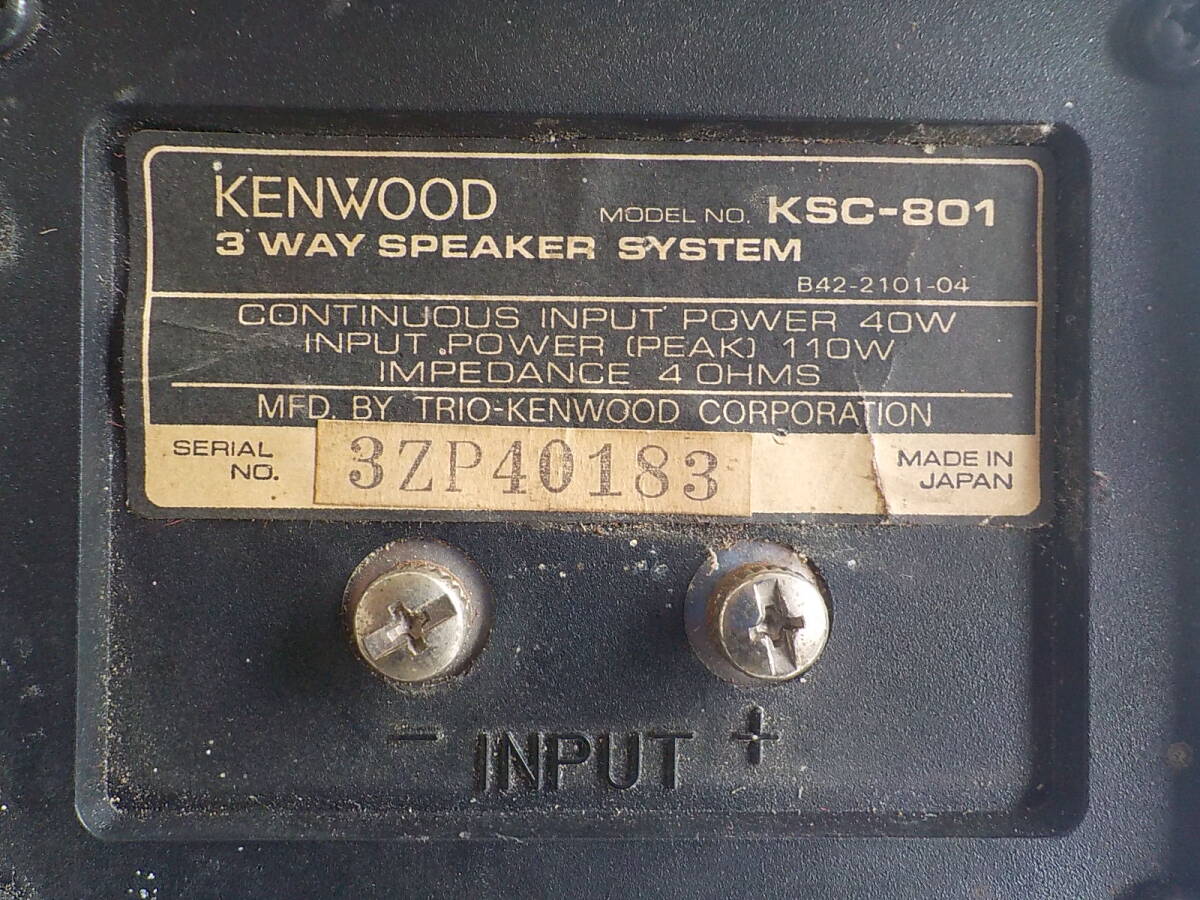 KENWOOD MODEL NO. KSC-801
3 WAY SPEAKER SYSTEM
B42-2101-04
CONTINUOUS INPUT POWER 40W
INPUT POWER (PEAK) 110W
IMPEDANCE 4 OHMS
MFD. BY TRIO-KENWOOD CORPORATION
SERIAL NO. 3ZP40183 MADE IN JAPAN
− INPUT +